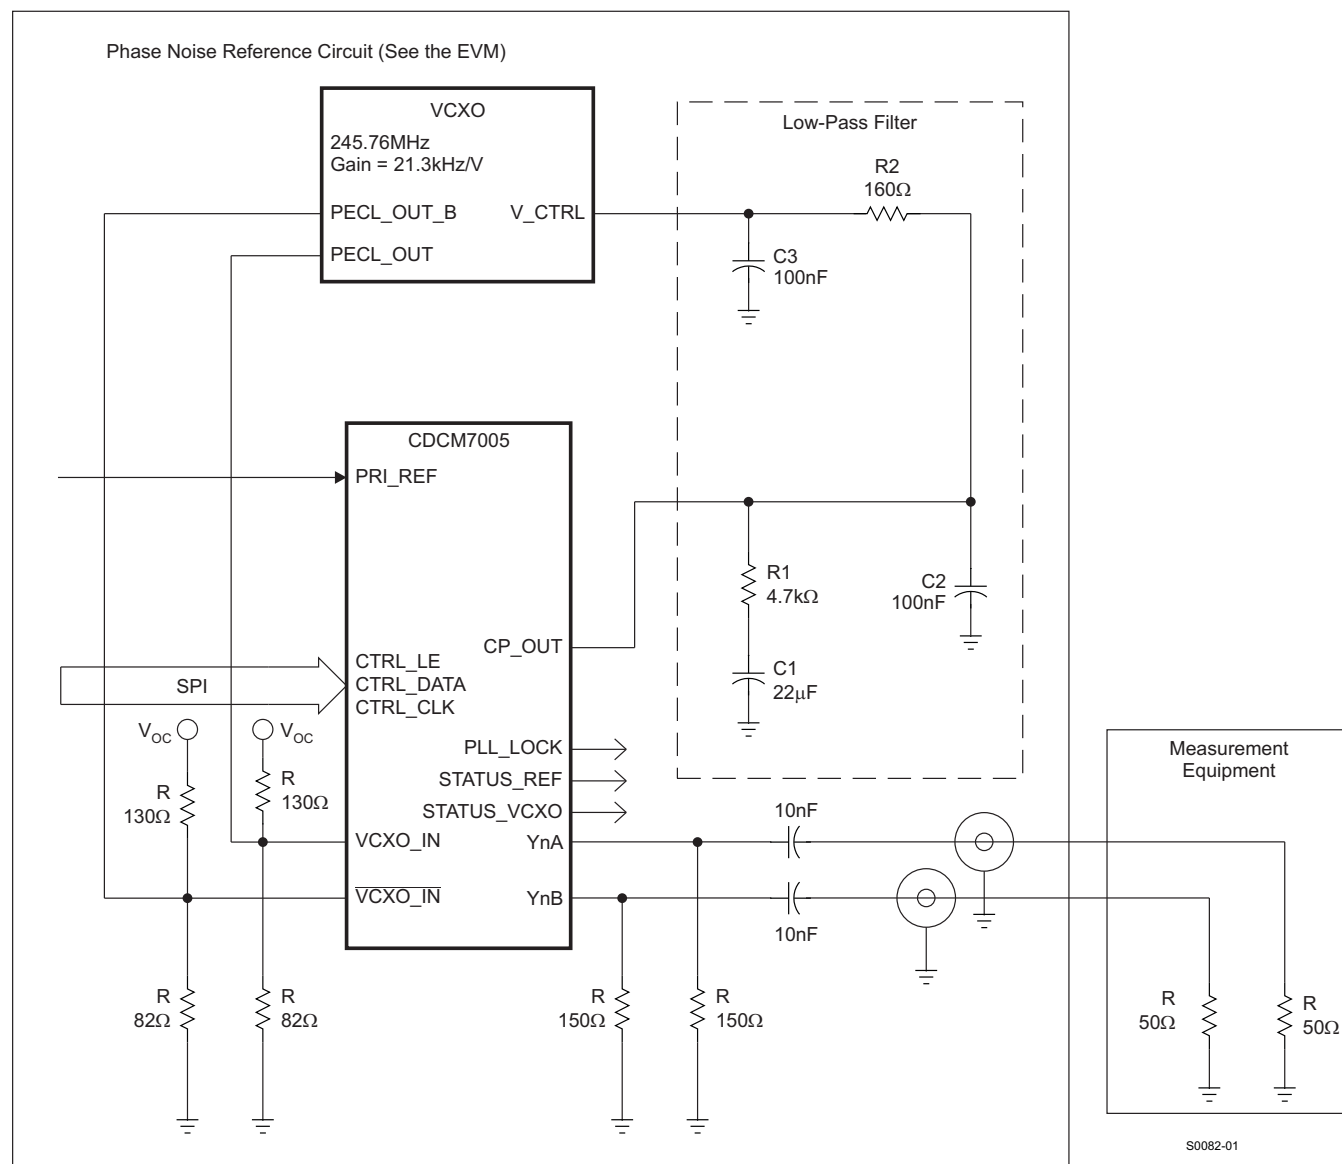 Phase Noise Reference Circuit (See the EVM)
VCXO
245.76MHz
Gain = 21.3kHz/V
PECL_OUT_B
V_CTRL
PECL_OUT
Low-Pass Filter
R2
160Ω
C3
100nF
CDCM7005
PRI_REF
R1
4.7kΩ
C2
100nF
CP_OUT
CTRL_LE
CTRL_DATA
CTRL_CLK
SPI
C1
22μF
VOC
VOC
PLL_LOCK
STATUS_REF
STATUS_VCXO
R
130Ω
R
130Ω
VCXO_IN
YnA
VCXO_IN
YnB
10nF
10nF
Measurement
Equipment
R
82Ω
R
82Ω
R
150Ω
R
150Ω
R
50Ω
R
50Ω
S0082-01